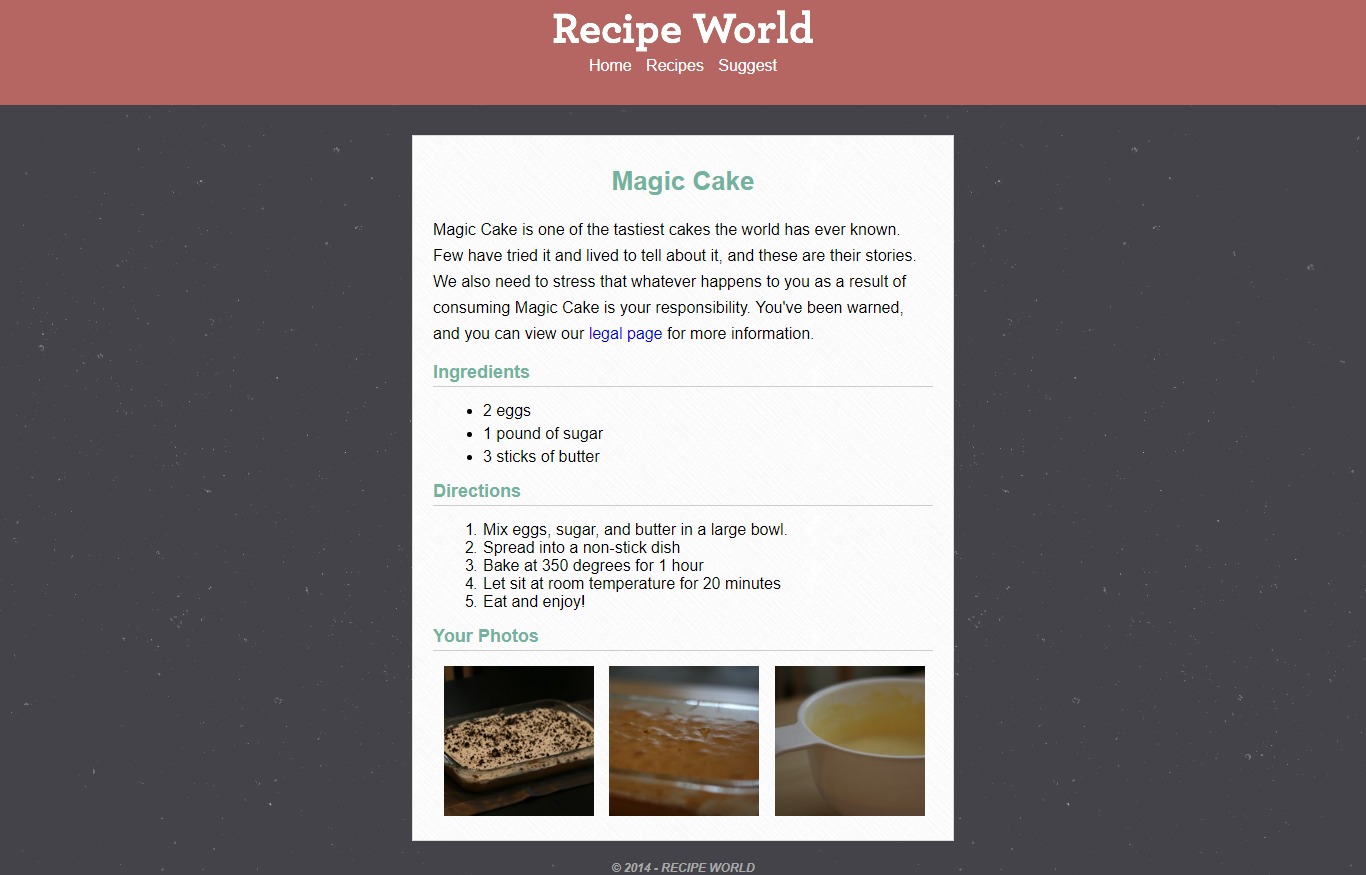 Recipe World
Home Recipes Suggest
Magic Cake
Magic Cake is one of the tastiest cakes the world has ever known.
Few have tried it and lived to tell about it, and these are their stories.
We also need to stress that whatever happens to you as a result of
consuming Magic Cake is your responsibility. You've been warned,
and you can view our legal page for more information.
Ingredients
• 2 eggs
• 1 pound of sugar
• 3 sticks of butter
Directions
1. Mix eggs, sugar, and butter in a large bowl.
2. Spread into a non-stick dish
3. Bake at 350 degrees for 1 hour
4. Let sit at room temperature for 20 minutes
5. Eat and enjoy!
Your Photos
© 2014 - RECIPE WORLD